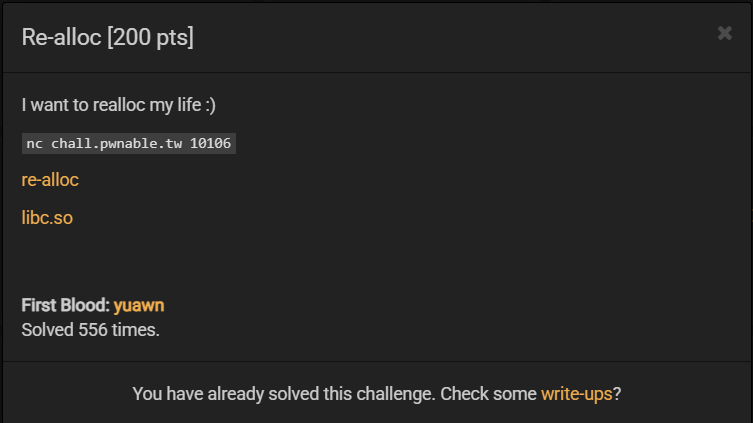 Re-alloc [200 pts]
I want to realloc my life :)
nc chall.pwnable.tw 10106
re-alloc
libc.so
First Blood: yuawn
Solved 556 times.
You have already solved this challenge. Check some write-ups?